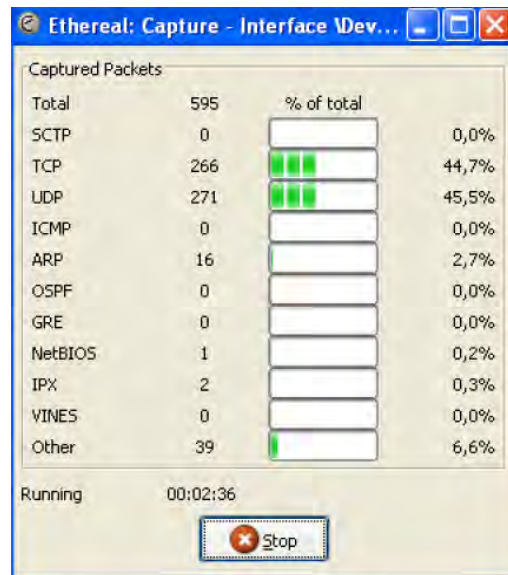 Ethereal: Capture - Interface \Dev...
Captured Packets
Total 595 % of total
SCTP 0 0,0%
TCP 266 44,7%
UDP 271 45,5%
ICMP 0 0,0%
ARP 16 2,7%
OSPF 0 0,0%
GRE 0 0,0%
NetBIOS 1 0,2%
IPX 2 0,3%
VINES 0 0,0%
Other 39 6,6%
Running 00:02:36
Stop